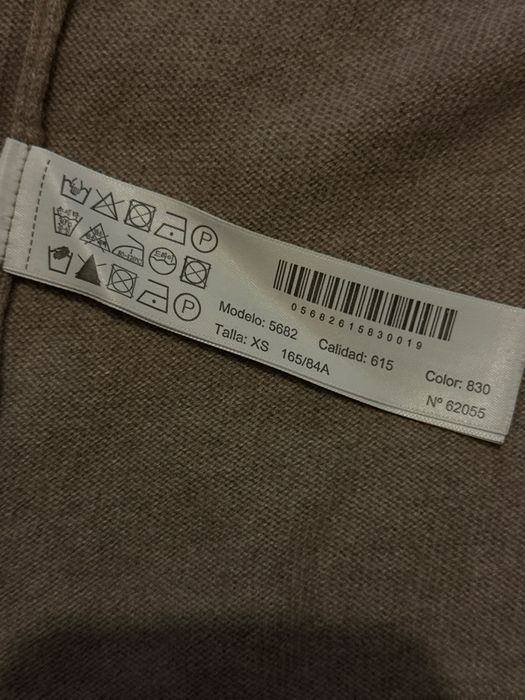 P
P
05682615830019
Modelo: 5682 Calidad: 615 Color: 830
Talla: XS 165/84A Nº 62055